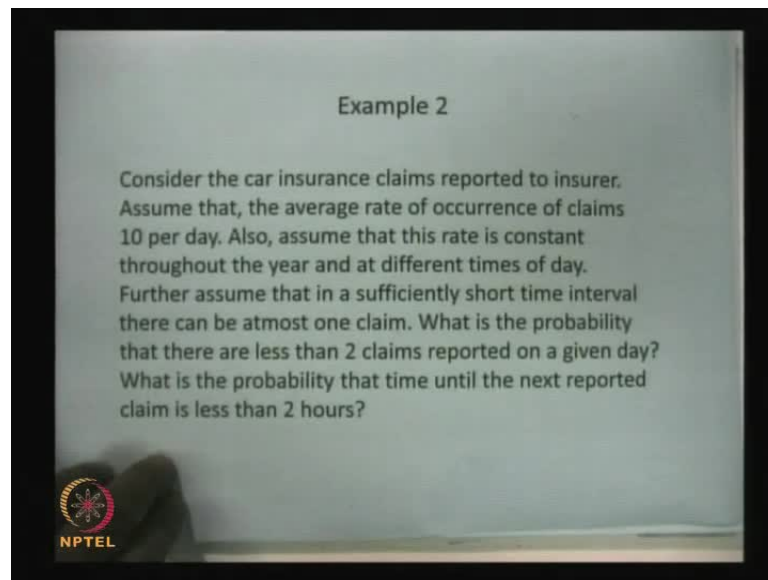 Example 2
Consider the car insurance claims reported to insurer.
Assume that, the average rate of occurrence of claims
10 per day. Also, assume that this rate is constant
throughout the year and at different times of day.
Further assume that in a sufficiently short time interval
there can be atmost one claim. What is the probability
that there are less than 2 claims reported on a given day?
What is the probability that time until the next reported
claim is less than 2 hours?
NPTEL